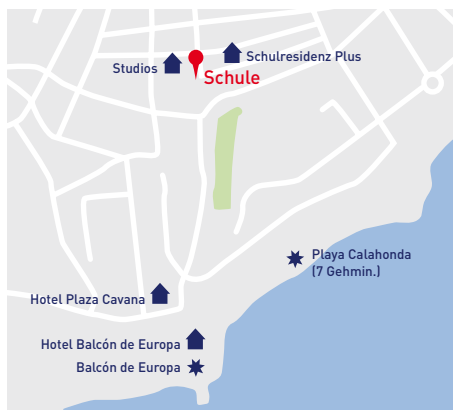 Schulresidenz Plus
Studios
Schule
Playa Calahonda
(7 Gehmin.)
Hotel Plaza Cavana
Hotel Balcón de Europa
Balcón de Europa